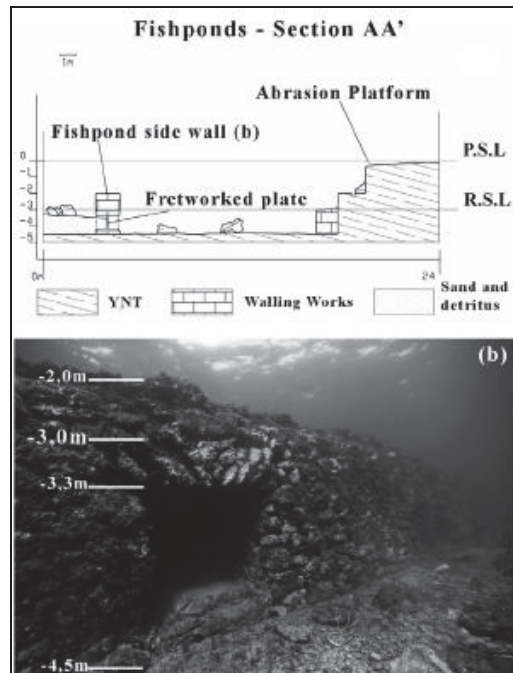 Fishponds - Section AA'
1m
Abrasion Platform
Fishpond side wall (b)
Fretworked plate
P.S.L
R.S.L
0
-1
-2
-3
-4
-5
0m
24
YNT
Walling Works
Sand and
detritus
(b)
-2,0m
-3,0m
-3,3m
-4,5m